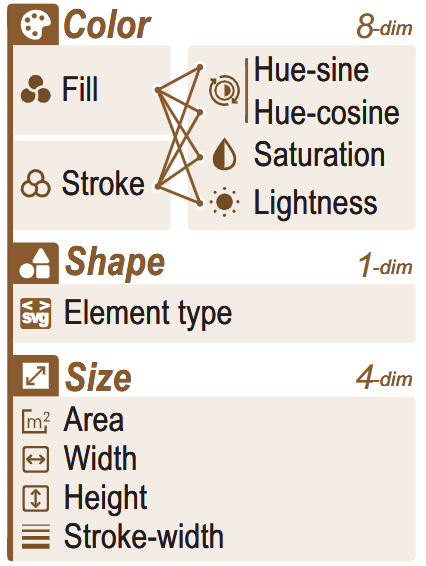 Color 8-dim
Fill
Stroke
Hue-sine
Hue-cosine
Saturation
Lightness
Shape 1-dim
<> svg Element type
Size 4-dim
m² Area
Width
Height
Stroke-width